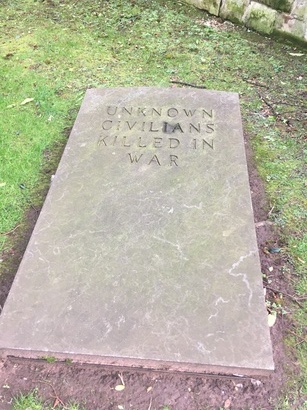 UNKNOWN
CIVILIANS
KILLED IN
WAR